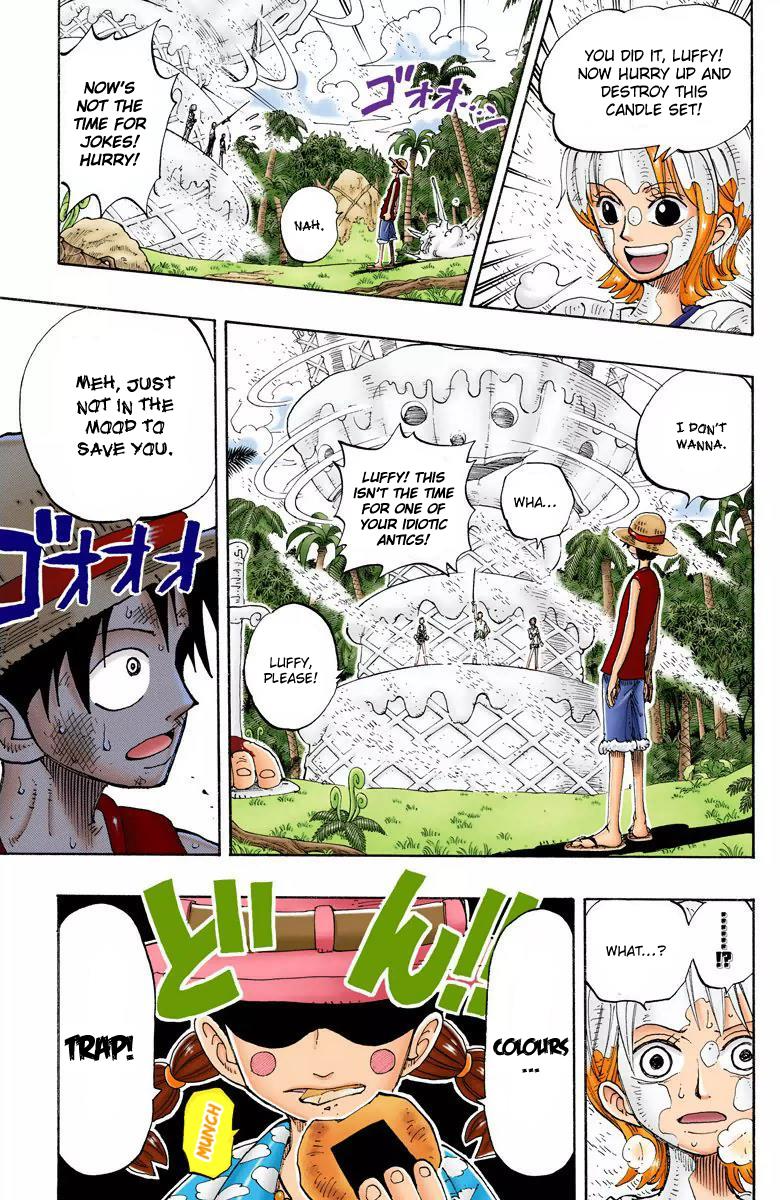 YOU DID IT, LUFFY!
NOW HURRY UP AND
DESTROY THIS
CANDLE SET!
ゴオオ…ン
NAH.
NOW'S
NOT THE
TIME FOR
JOKES!
HURRY!
I DON'T
WANNA.
WHA...
LUFFY! THIS
ISN'T THE TIME
FOR ONE OF
YOUR IDIOTIC
ANTICS!
LUFFY,
PLEASE!
MEH, JUST
NOT IN THE
MOOD TO
SAVE YOU.
ゴオオオ
......!?
WHAT...?
どん!!
COLOURS
...
TRAP!
MUNCH